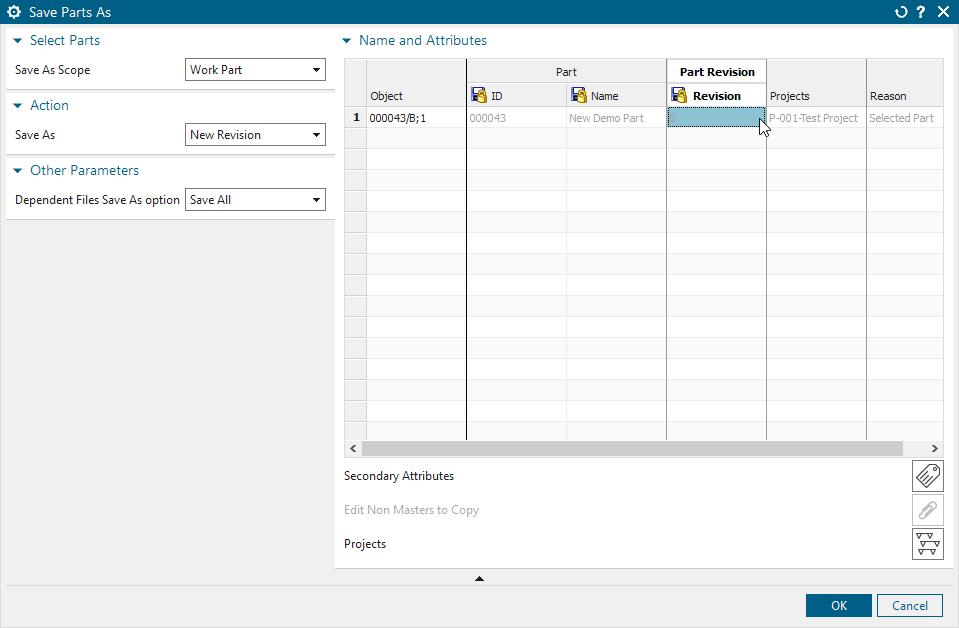 Save Parts As
?
Select Parts
Save As Scope
Work Part
Action
Save As
New Revision
Other Parameters
Dependent Files Save As option
Save All
Name and Attributes
Part
Part Revision
Object
ID
Name
Revision
Projects
Reason
1
000043/B;1
000043
New Demo Part
P-001-Test Project
Selected Part
Secondary Attributes
Edit Non Masters to Copy
Projects
OK
Cancel